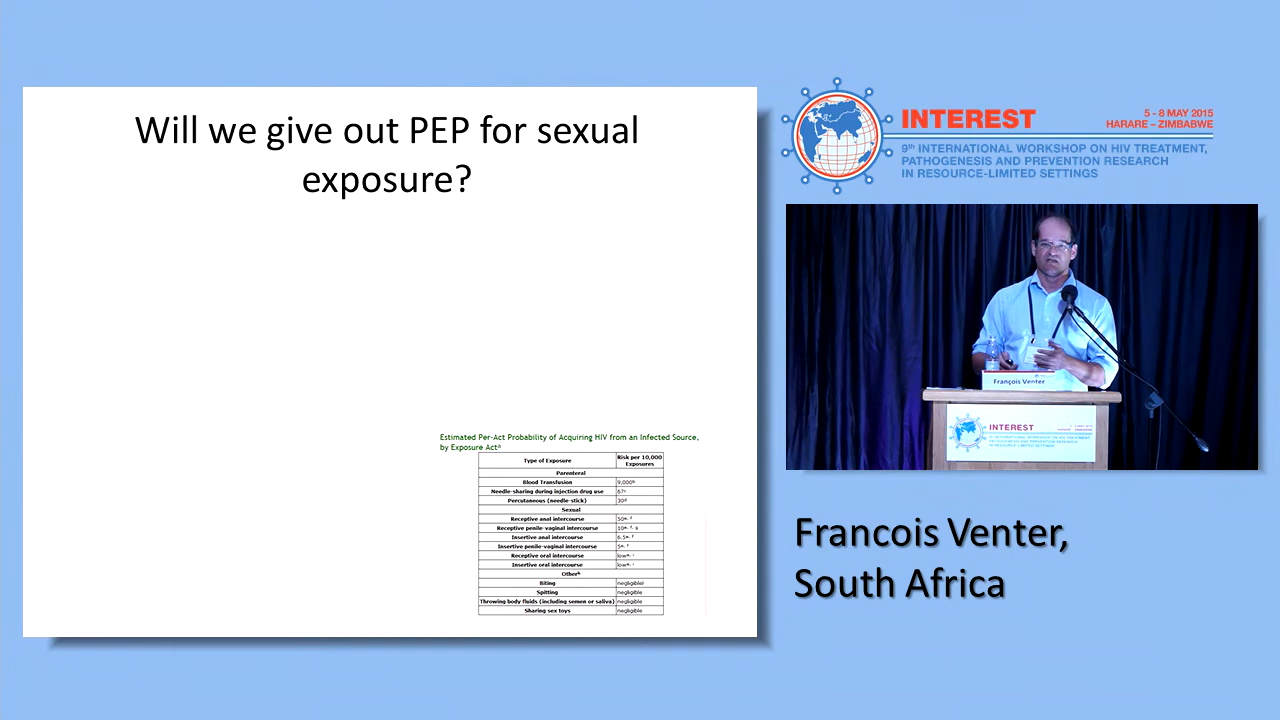 Will we give out PEP for sexual
exposure?
Estimated Per-Act Probability of Acquiring HIV from an Infected Source,
by Exposure Actᵃ
Type of Exposure
Risk per 10,000
Exposures
Parenteral
Blood Transfusion 9,000ᵇ
Needle-sharing during injection drug use 67ᶜ
Percutaneous (needle-stick) 30ᵈ
Sexual
Receptive anal intercourse 50
Receptive penile-vaginal intercourse 10
Insertive anal intercourse 6.5
Insertive penile-vaginal intercourse 5
Receptive oral intercourse low
Insertive oral intercourse low
Otherʰ
Biting negligible
Spitting negligible
Throwing body fluids (including semen or saliva) negligible
Sharing sex toys negligible
INTEREST
5 - 8 MAY 2015
HARARE – ZIMBABWE
9th INTERNATIONAL WORKSHOP ON HIV TREATMENT,
PATHOGENESIS AND PREVENTION RESEARCH
IN RESOURCE-LIMITED SETTINGS
François Venter
INTEREST
Francois Venter,
South Africa